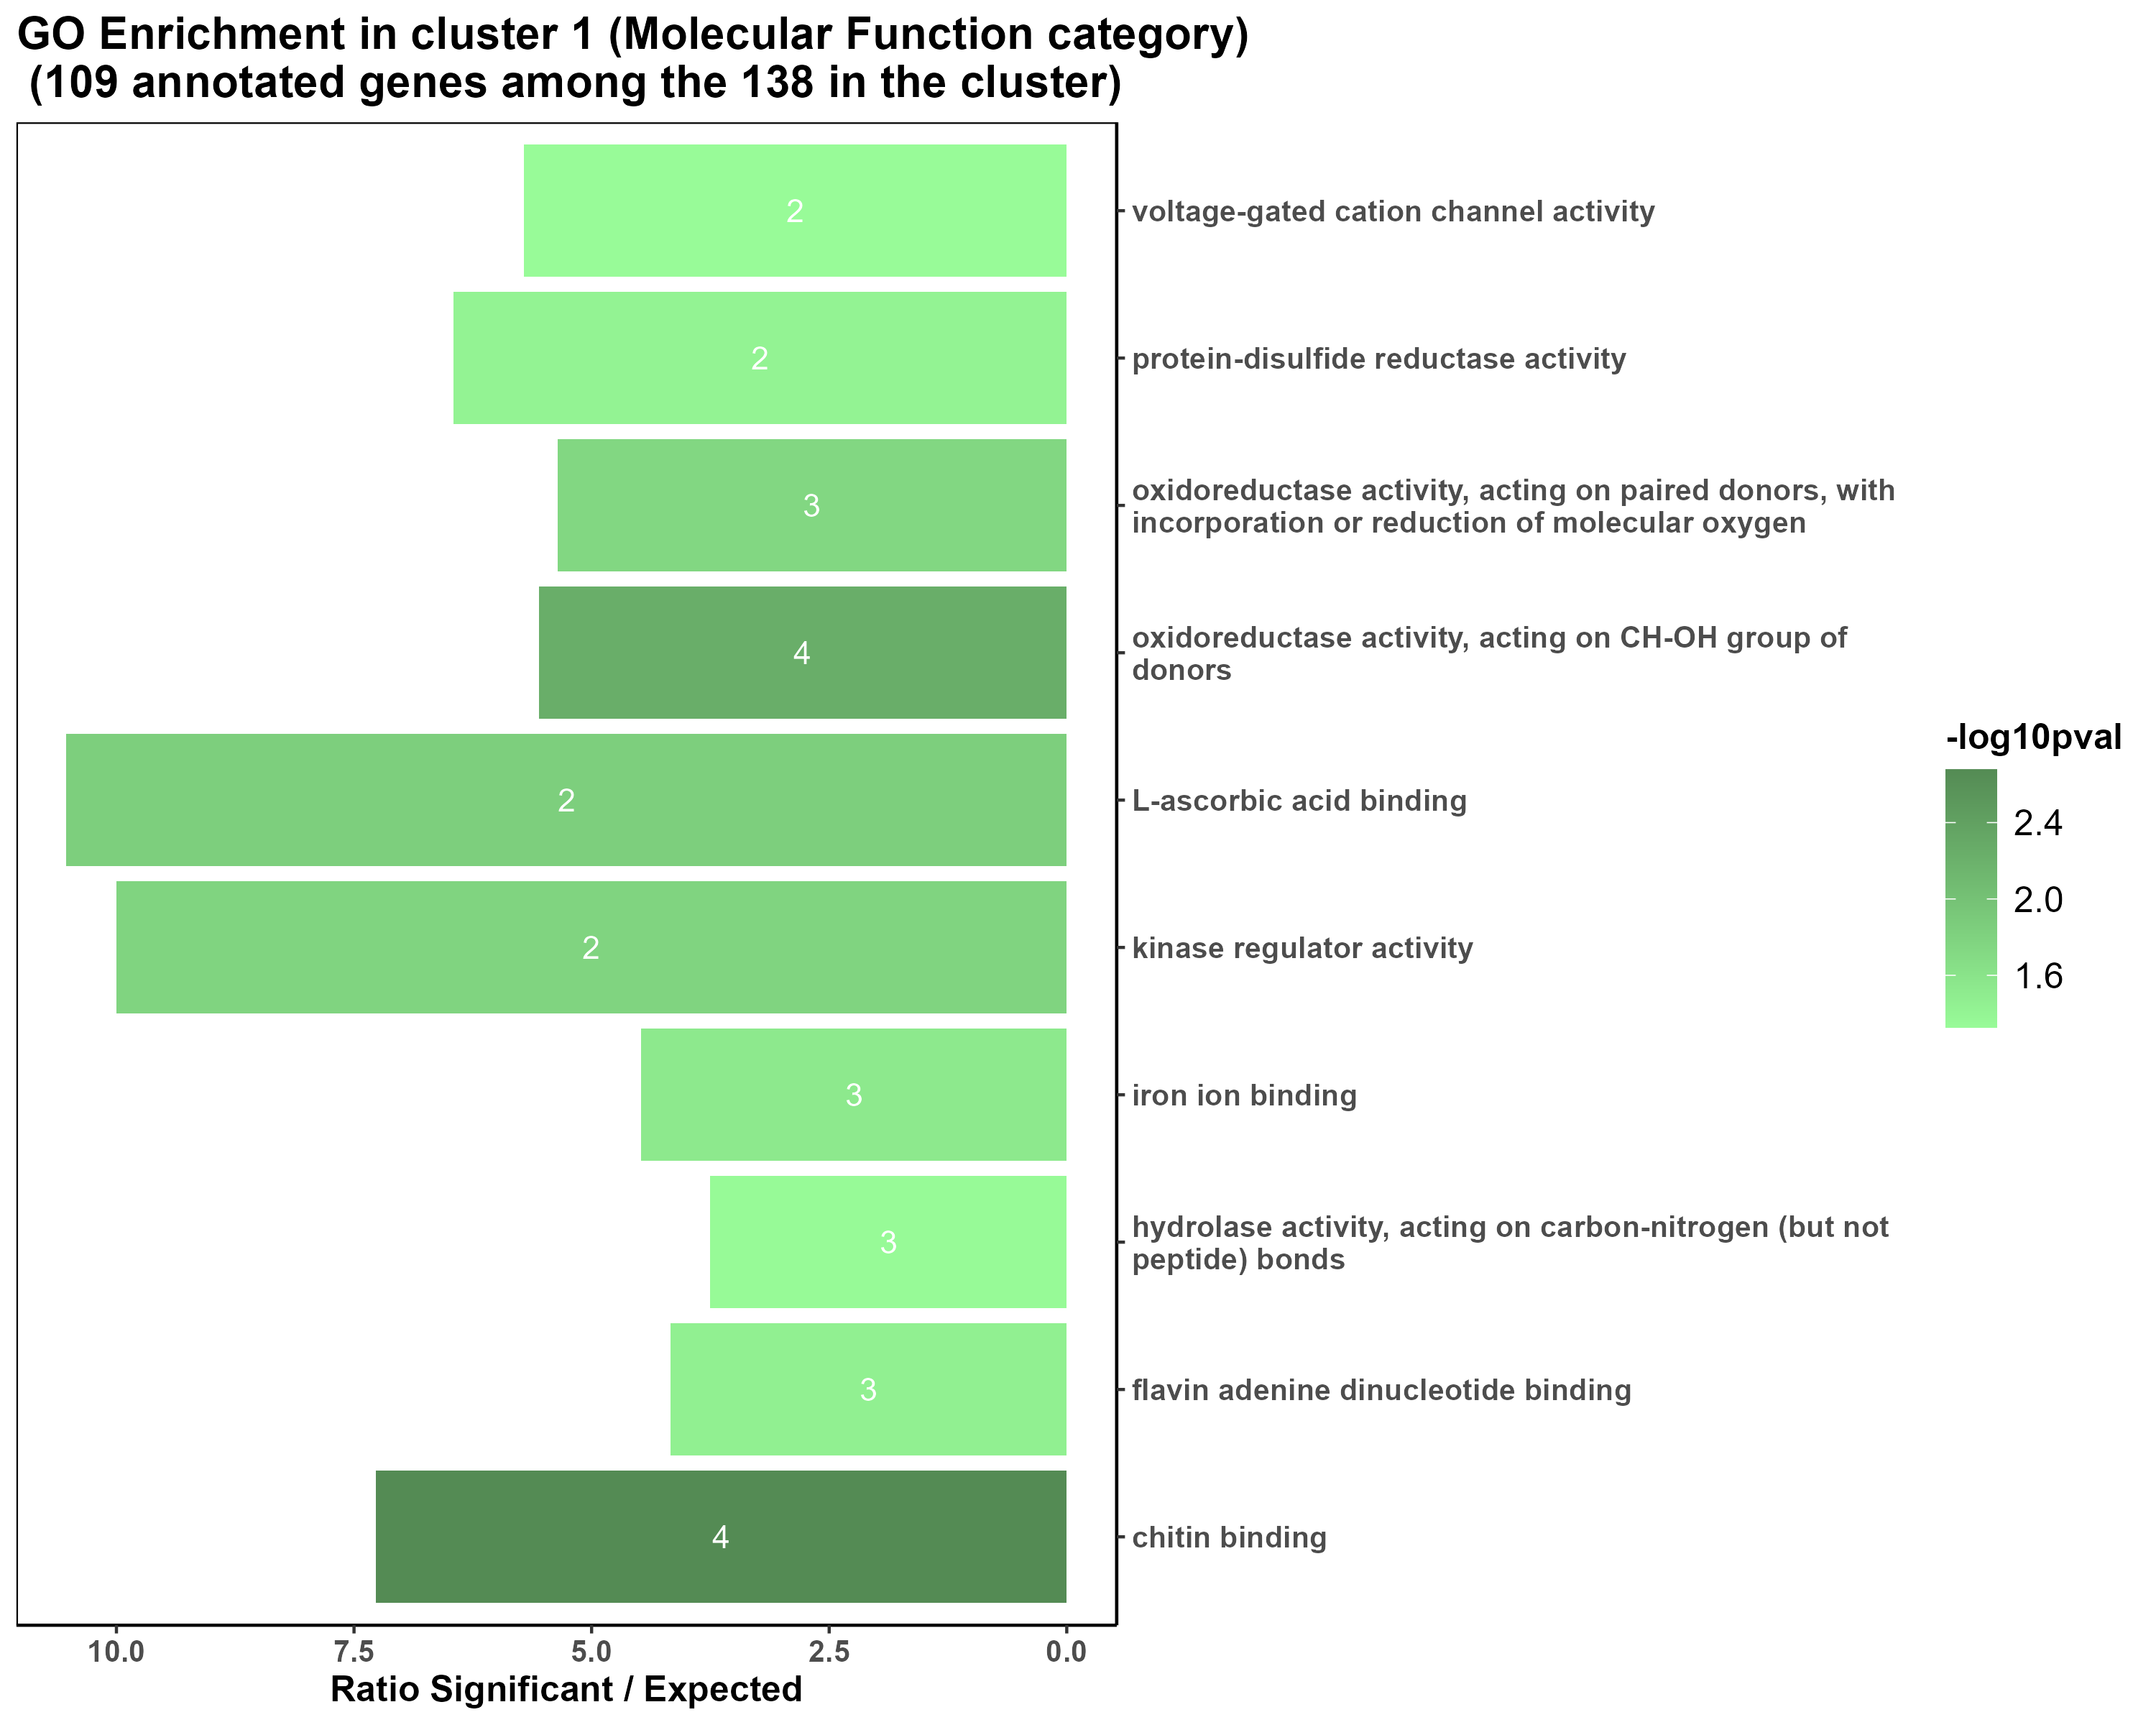 GO Enrichment in cluster 1 (Molecular Function category)
(109 annotated genes among the 138 in the cluster)
2
voltage-gated cation channel activity
2
protein-disulfide reductase activity
3
oxidoreductase activity, acting on paired donors, with
incorporation or reduction of molecular oxygen
4
oxidoreductase activity, acting on CH-OH group of
donors
2
L-ascorbic acid binding
2
kinase regulator activity
3
iron ion binding
3
hydrolase activity, acting on carbon-nitrogen (but not
peptide) bonds
3
flavin adenine dinucleotide binding
4
chitin binding
10.0 7.5 5.0 2.5 0.0
Ratio Significant / Expected
-log10pval
2.4
2.0
1.6